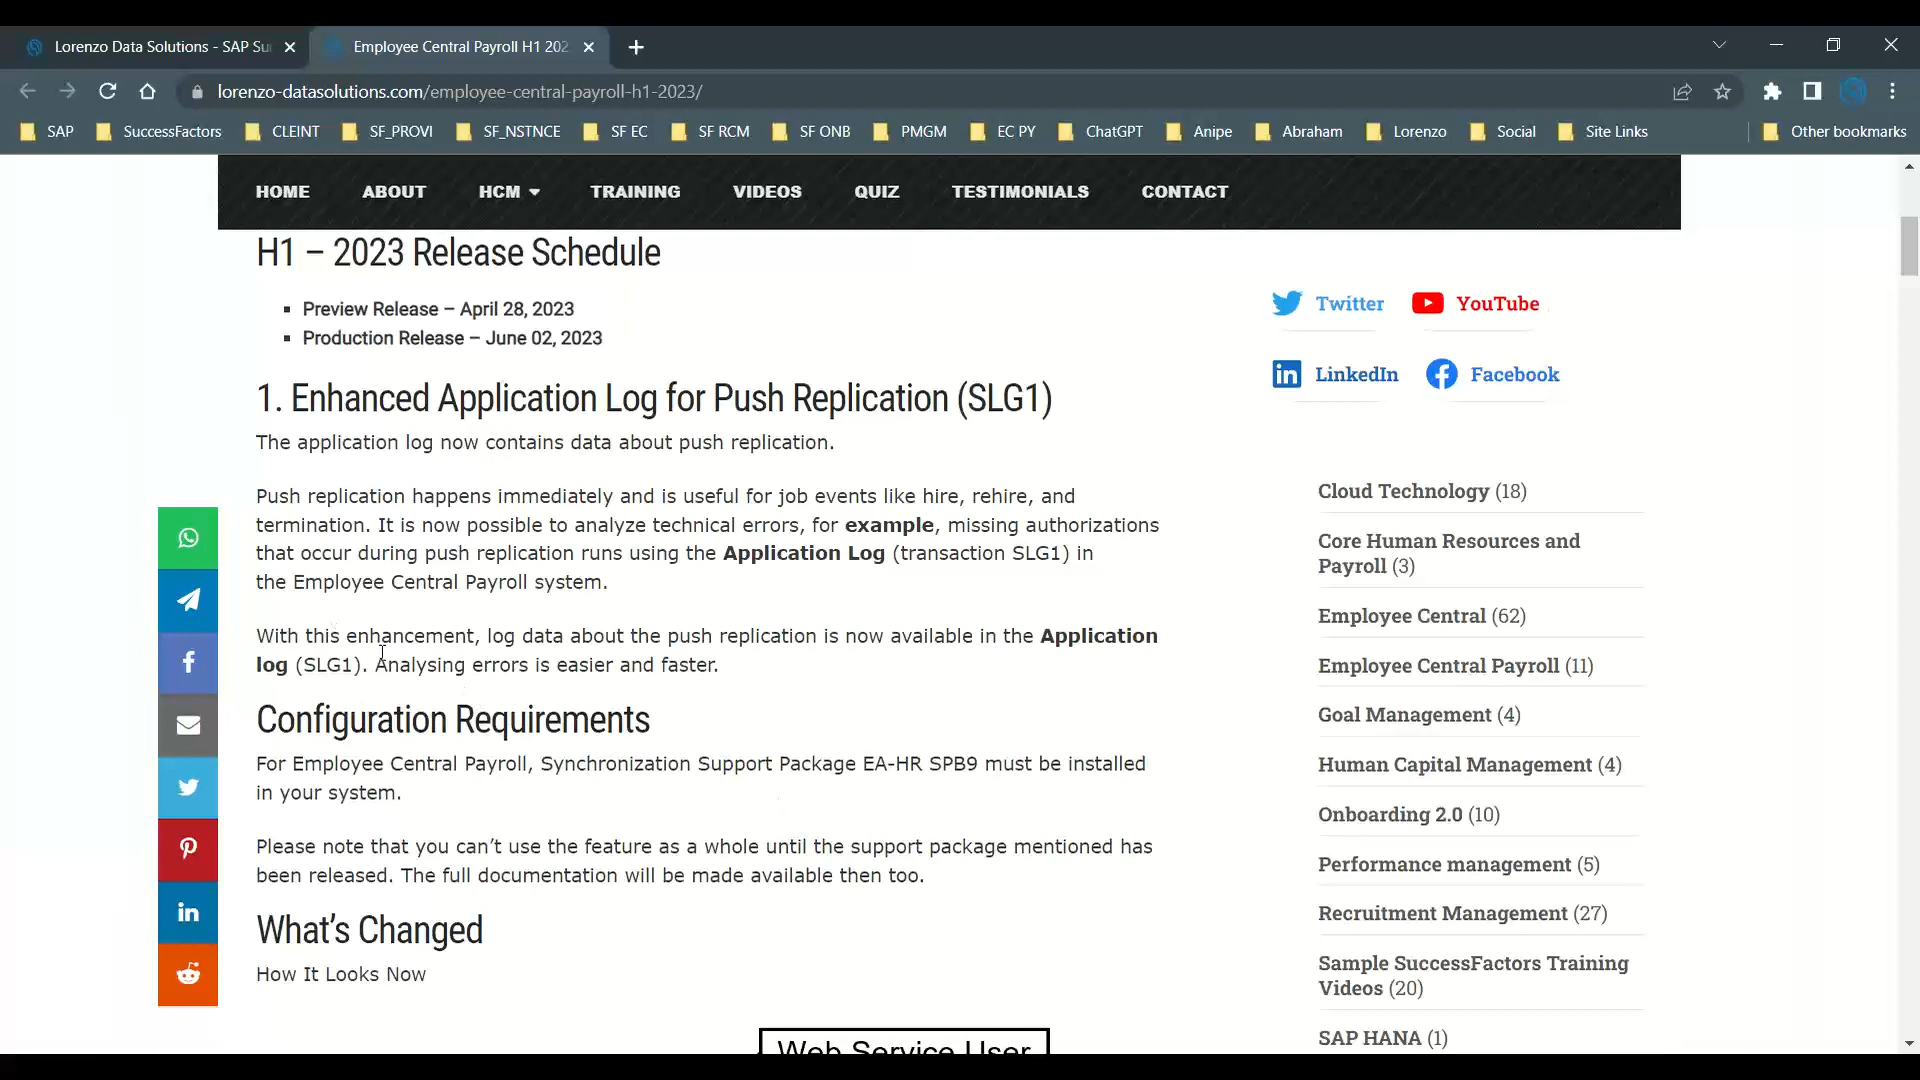 Lorenzo Data Solutions - SAP Su
Employee Central Payroll H1 202
lorenzo-datasolutions.com/employee-central-payroll-h1-2023/
SAP
SuccessFactors
CLEINT
SF_PROVI
SF_NSTNCE
SF EC
SF RCM
SF ONB
PMGM
EC PY
ChatGPT
Anipe
Abraham
Lorenzo
Social
Site Links
Other bookmarks
HOME
ABOUT
HCM
TRAINING
VIDEOS
QUIZ
TESTIMONIALS
CONTACT
H1 – 2023 Release Schedule
Preview Release – April 28, 2023
Production Release – June 02, 2023
1. Enhanced Application Log for Push Replication (SLG1)
The application log now contains data about push replication.
Push replication happens immediately and is useful for job events like hire, rehire, and
termination. It is now possible to analyze technical errors, for example, missing authorizations
that occur during push replication runs using the Application Log (transaction SLG1) in
the Employee Central Payroll system.
With this enhancement, log data about the push replication is now available in the Application
log (SLG1). Analysing errors is easier and faster.
Configuration Requirements
For Employee Central Payroll, Synchronization Support Package EA-HR SPB9 must be installed
in your system.
Please note that you can’t use the feature as a whole until the support package mentioned has
been released. The full documentation will be made available then too.
What’s Changed
How It Looks Now
Web Service User
Twitter
YouTube
LinkedIn
Facebook
Cloud Technology (18)
Core Human Resources and
Payroll (3)
Employee Central (62)
Employee Central Payroll (11)
Goal Management (4)
Human Capital Management (4)
Onboarding 2.0 (10)
Performance management (5)
Recruitment Management (27)
Sample SuccessFactors Training
Videos (20)
SAP HANA (1)